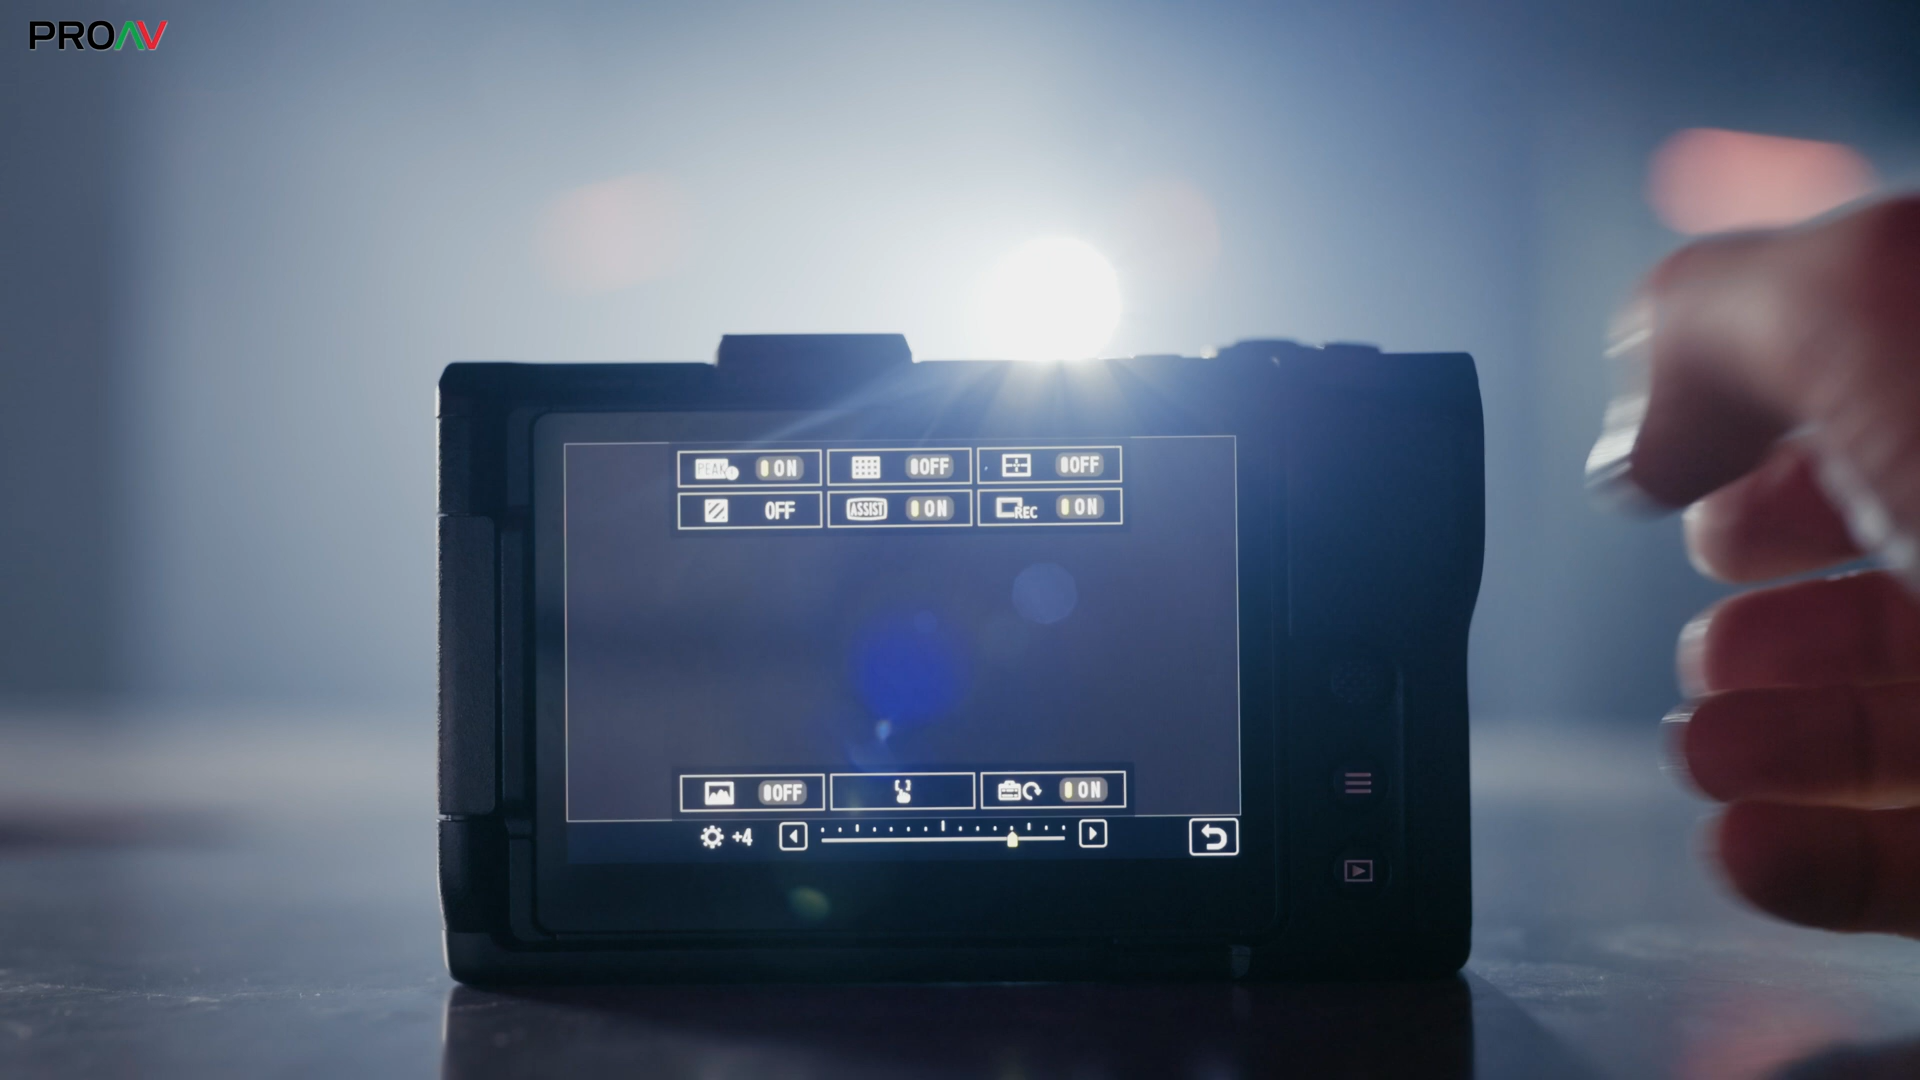 PROAV
PEAK ON OFF OFF
OFF ASSIST ON REC ON
OFF ON
+4